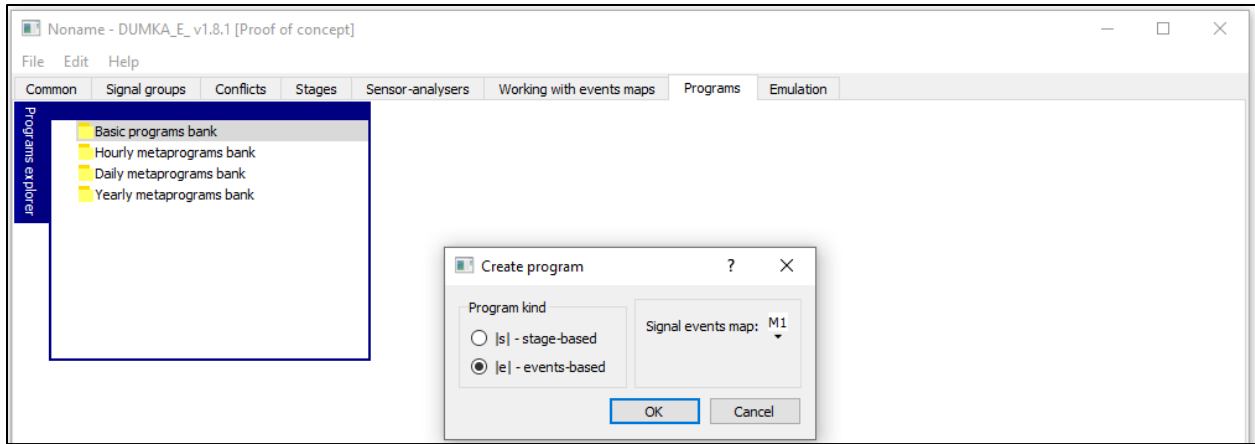 Noname - DUMKA_E_ v1.8.1 [Proof of concept]
File Edit Help
Common Signal groups Conflicts Stages Sensor-analysers Working with events maps Programs Emulation
Programs explorer
Basic programs bank
Hourly metaprograms bank
Daily metaprograms bank
Yearly metaprograms bank
Create program ?
Program kind
|s| - stage-based
|e| - events-based
Signal events map: M1
OK Cancel